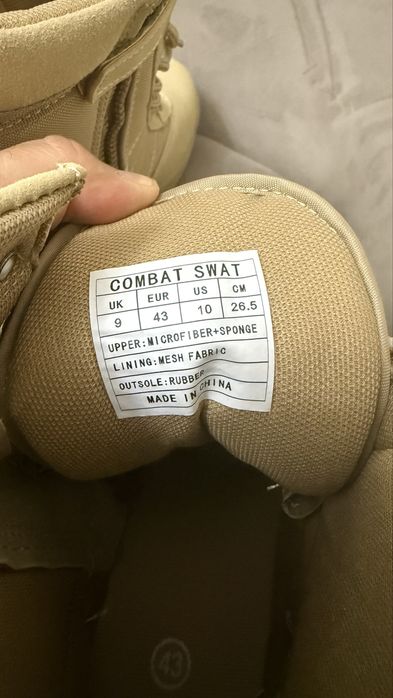 COMBAT SWAT
UK EUR US CM
9 43 10 26.5
UPPER:MICROFIBER+SPONGE
LINING:MESH FABRIC
OUTSOLE:RUBBER
MADE IN CHINA
43